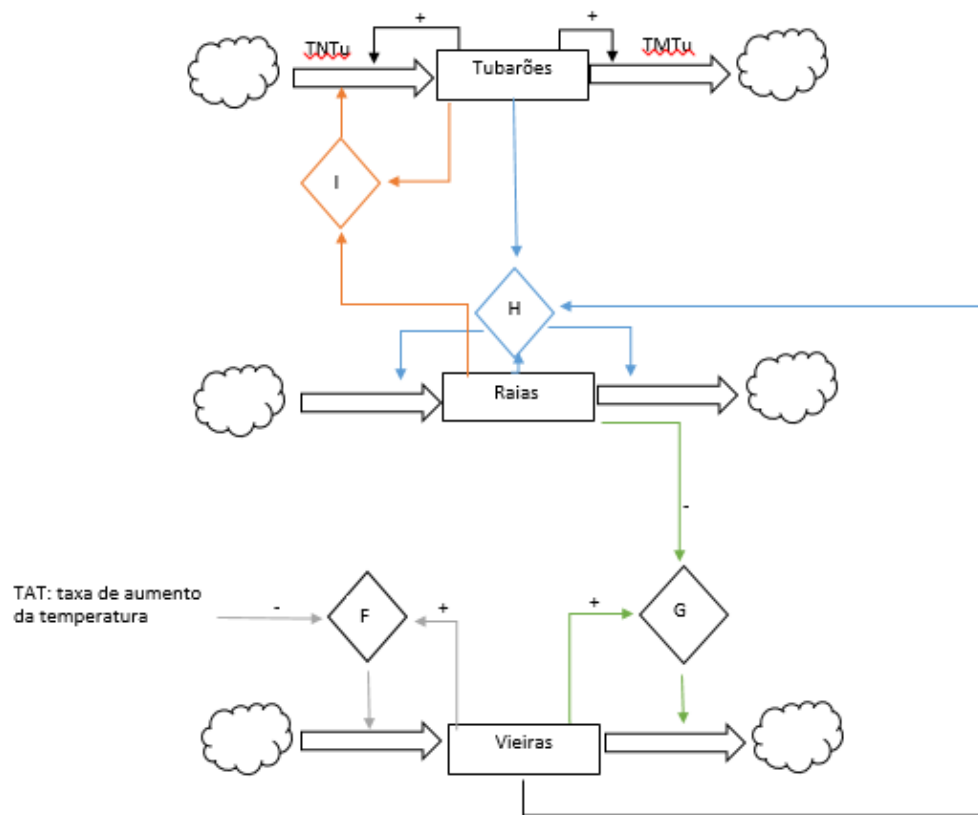 +
+
TNTu
TMTu
Tubarões
I
H
Raias
-
TAT: taxa de aumento
da temperatura
-
F
+
+
G
Vieiras